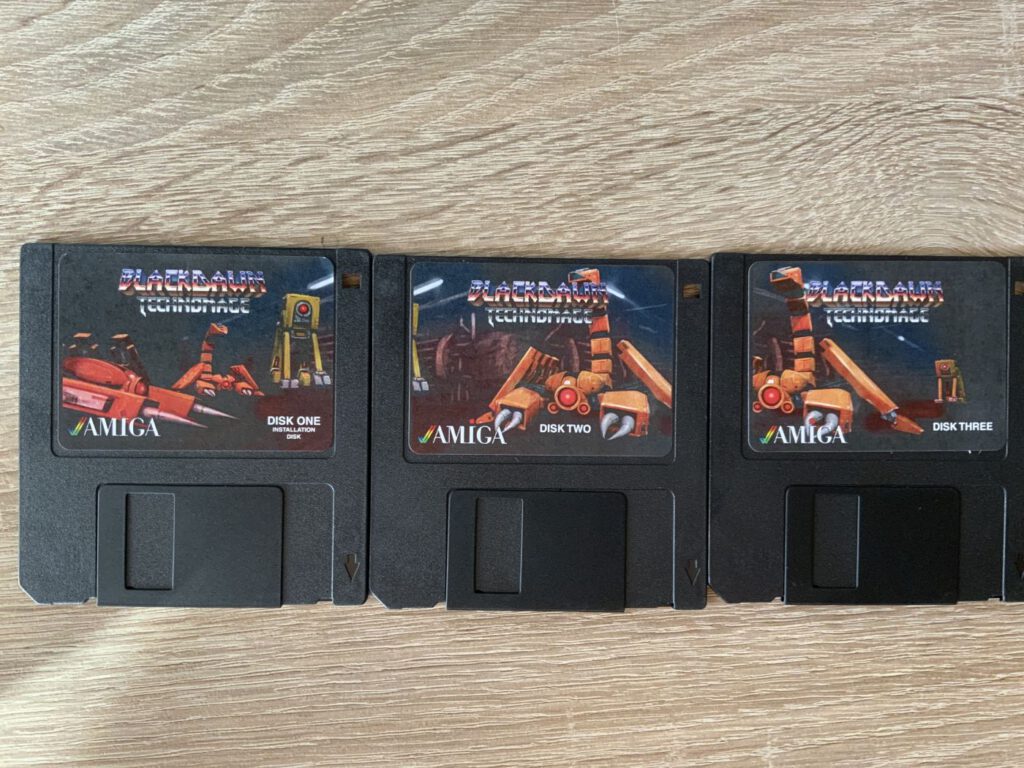 BLACKDAWN
TECHNOMAGE
DISK ONE
INSTALLATION
DISK
AMIGA
BLACKDAWN
TECHNOMAGE
AMIGA
DISK TWO
BLACKDAWN
TECHNOMAGE
AMIGA
DISK THREE